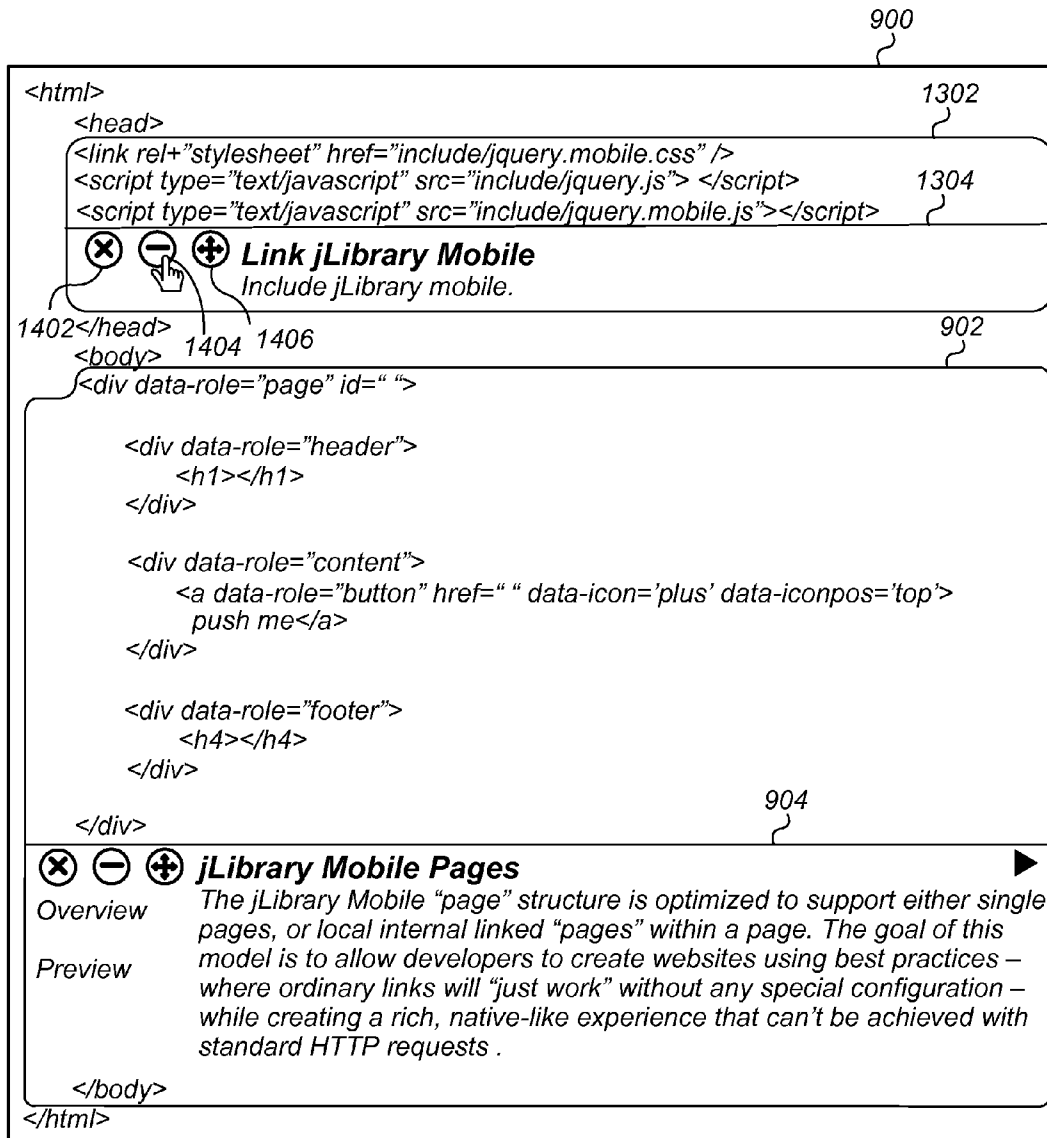 900
<html>
<head>
1302
<link rel+”stylesheet” href=”include/jquery.mobile.css” />
<script type=”text/javascript” src=”include/jquery.js”> </script>
1304
<script type=”text/javascript” src=”include/jquery.mobile.js”></script>
Link jLibrary Mobile
Include jLibrary mobile.
1402
</head>
1404
1406
902
<body>
<div data-role=”page” id=“ “>
<div data-role=”header”>
<h1></h1>
</div>
<div data-role=”content”>
<a data-role=”button” href=“ “ data-icon=’plus’ data-iconpos=’top’>
push me</a>
</div>
<div data-role=”footer”>
<h4></h4>
</div>
904
</div>
jLibrary Mobile Pages
Overview
Preview
The jLibrary Mobile “page” structure is optimized to support either single
pages, or local internal linked “pages” within a page. The goal of this
model is to allow developers to create websites using best practices –
where ordinary links will “just work” without any special configuration –
while creating a rich, native-like experience that can’t be achieved with
standard HTTP requests .
</body>
</html>